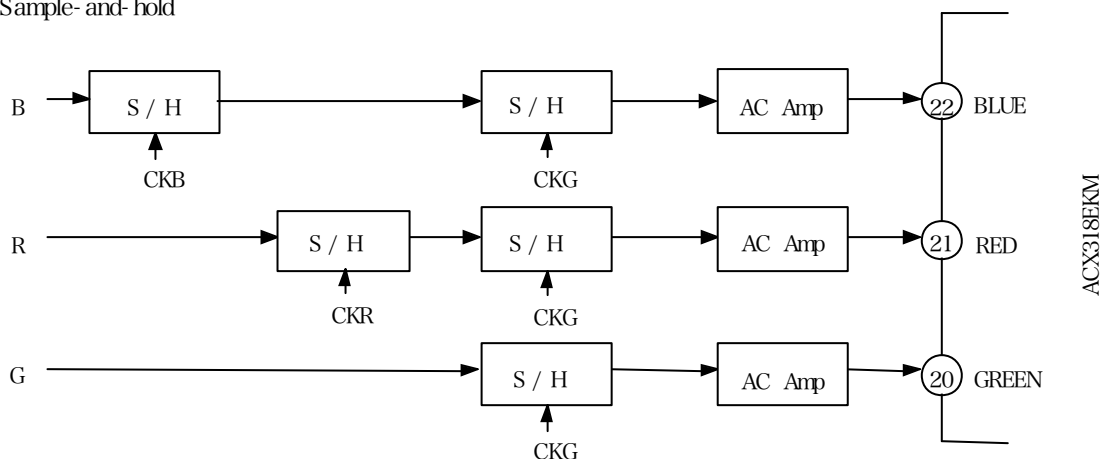 Sample-and-hold
B S / H S / H AC Amp 22 BLUE
CKB CKG
R S / H S / H AC Amp 21 RED
CKR CKG
G S / H AC Amp 20 GREEN
CKG
ACX318EKM